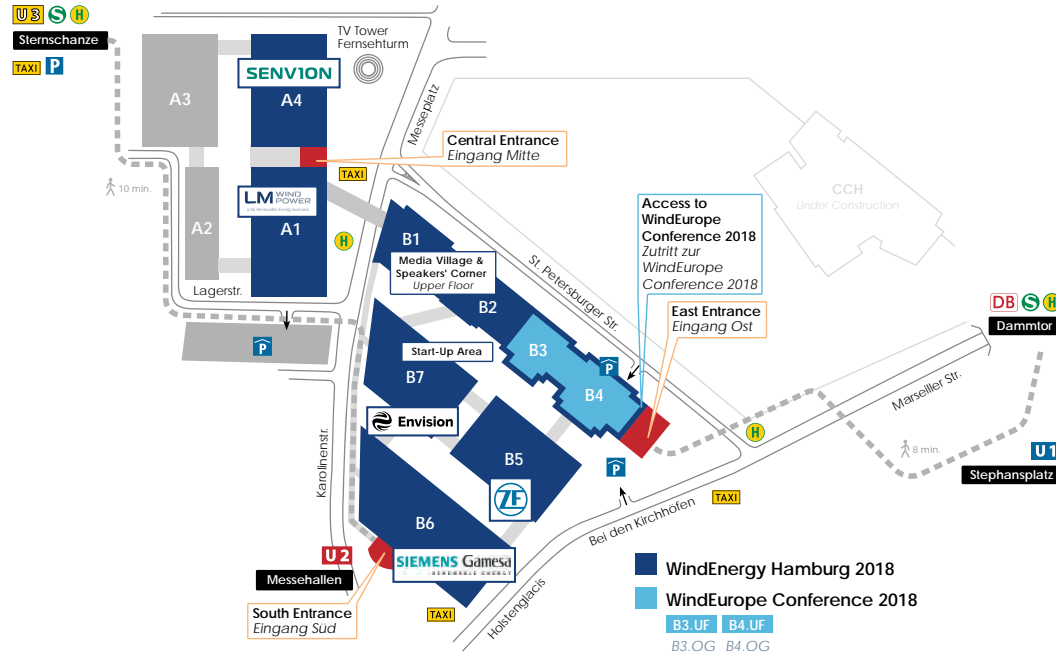 U3 S H
Sternschanze
TAXI P
TV Tower
Fernsehturm
SENVION
A3
A4
Messeplatz
Central Entrance
Eingang Mitte
TAXI
10 min.
LM WIND
POWER
a GE Renewable Energy business
A2
A1
H
CCH
Under Construction
Access to
WindEurope
Conference 2018
Zutritt zur
WindEurope
Conference 2018
B1
Media Village &
Speakers' Corner
Upper Floor
St. Petersburger Str.
Lagerstr.
B2
East Entrance
Eingang Ost
DB S H
Dammtor
P
Start-Up Area
B3
P
B7
B4
Marseiller Str.
Envision
H
8 min.
U1
Stephansplatz
Karolinenstr.
B5
P
ZF
TAXI
B6
Bei den Kirchhöfen
U2
Messehallen
SIEMENS Gamesa
RENEWABLE ENERGY
South Entrance
Eingang Süd
TAXI
Holstenglacis
WindEnergy Hamburg 2018
WindEurope Conference 2018
B3.UF B4.UF
B3.OG B4.OG